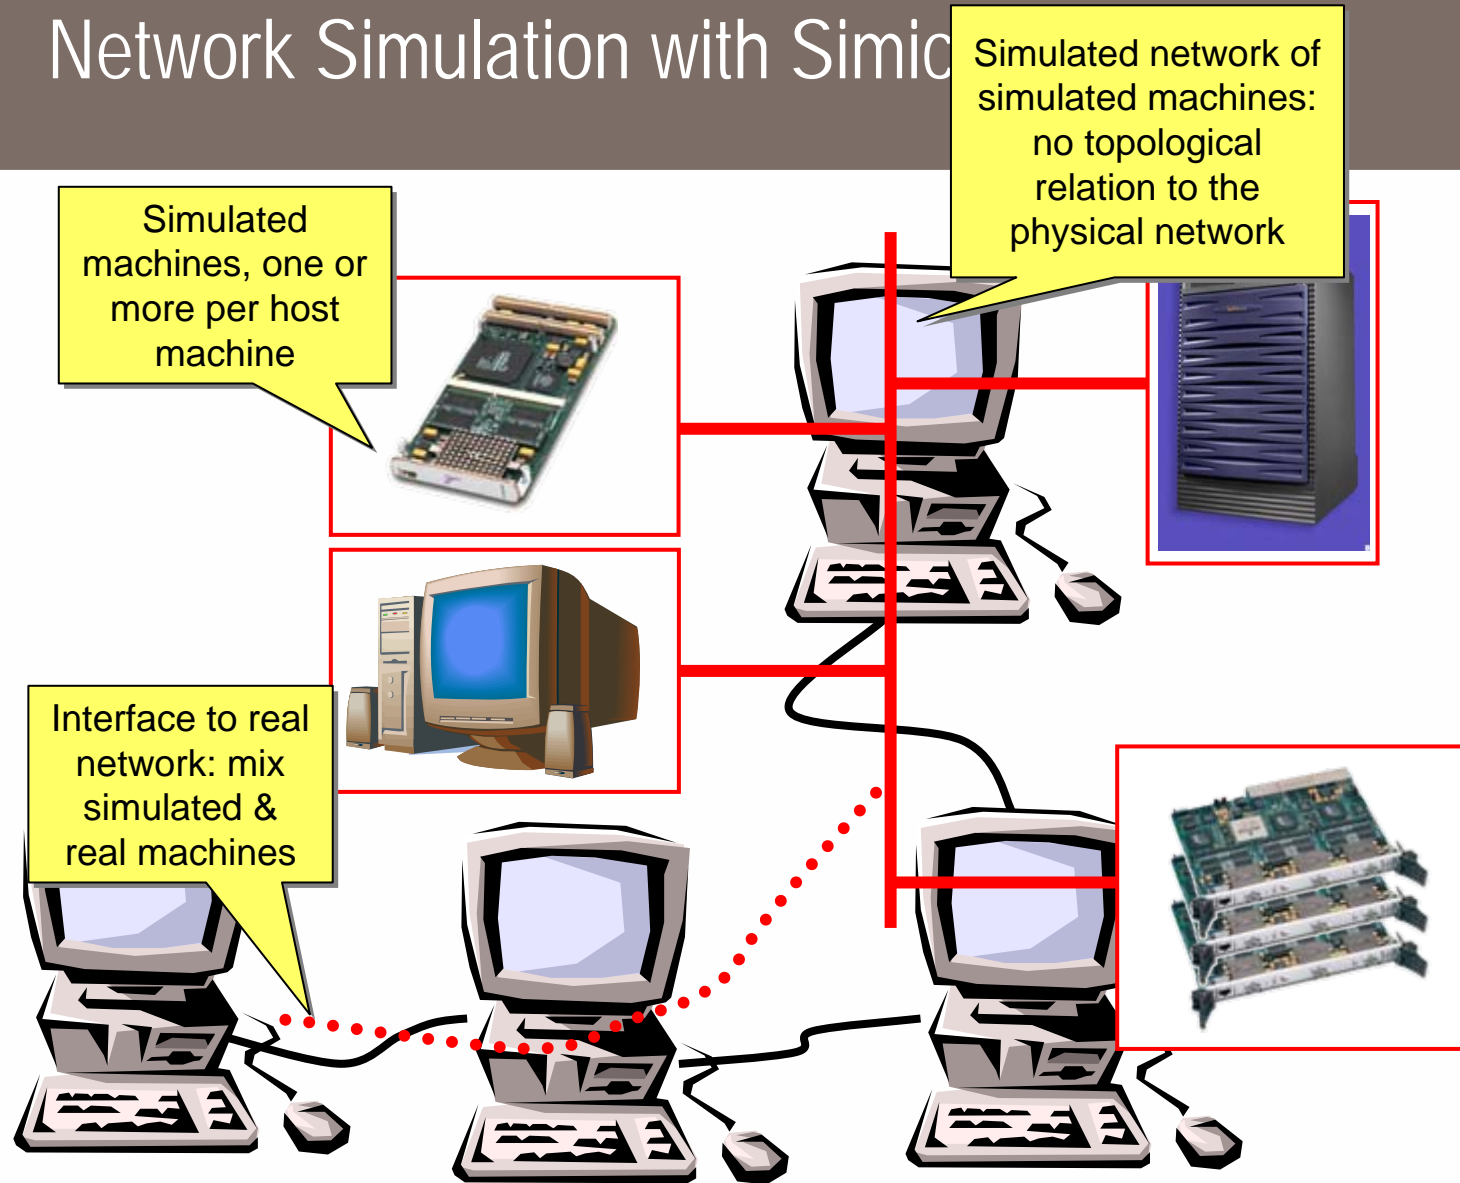 Network Simulation with Simic
Simulated network of
simulated machines:
no topological
relation to the
physical network
Simulated
machines, one or
more per host
machine
Interface to real
network: mix
simulated &
real machines